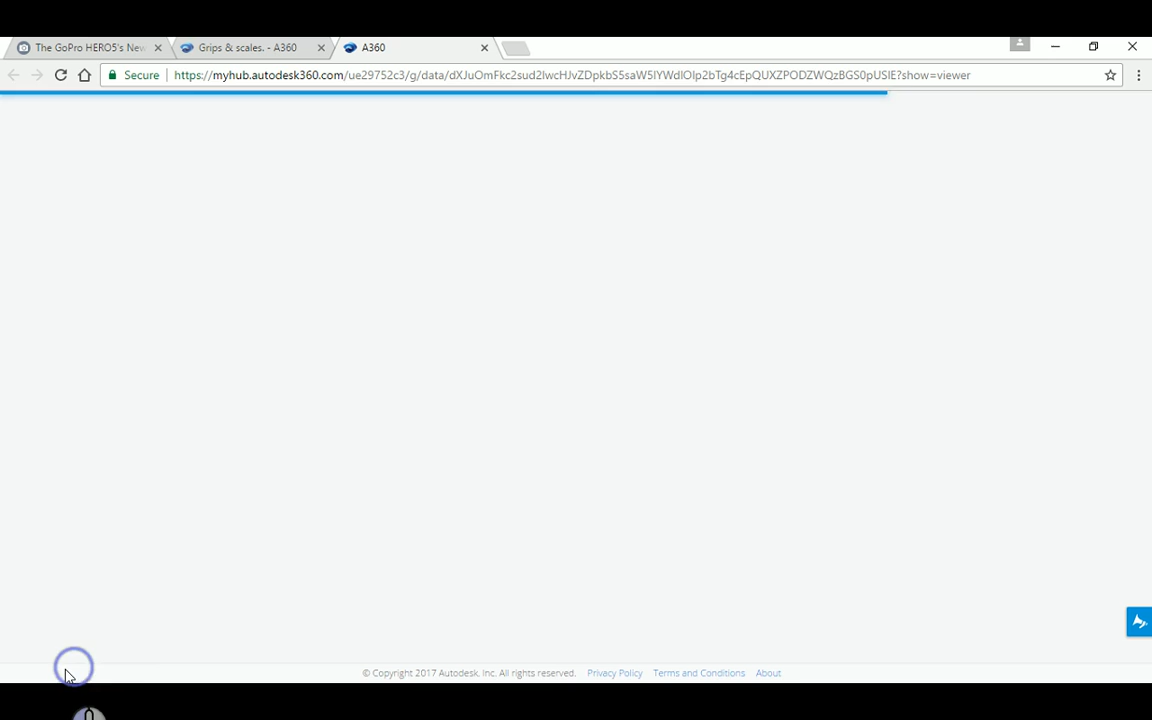 The GoPro HERO5's New
Grips & scales. - A360
A360
Secure
https://myhub.autodesk360.com/ue29752c3/g/data/dXJuOmFkc2sud2lwcHJvZDpkbS5saW5lYWdlOlp2bTg4cEpQUXZPODZWQzBGS0pUSlE?show=viewer
© Copyright 2017 Autodesk, Inc. All rights reserved. Privacy Policy Terms and Conditions About